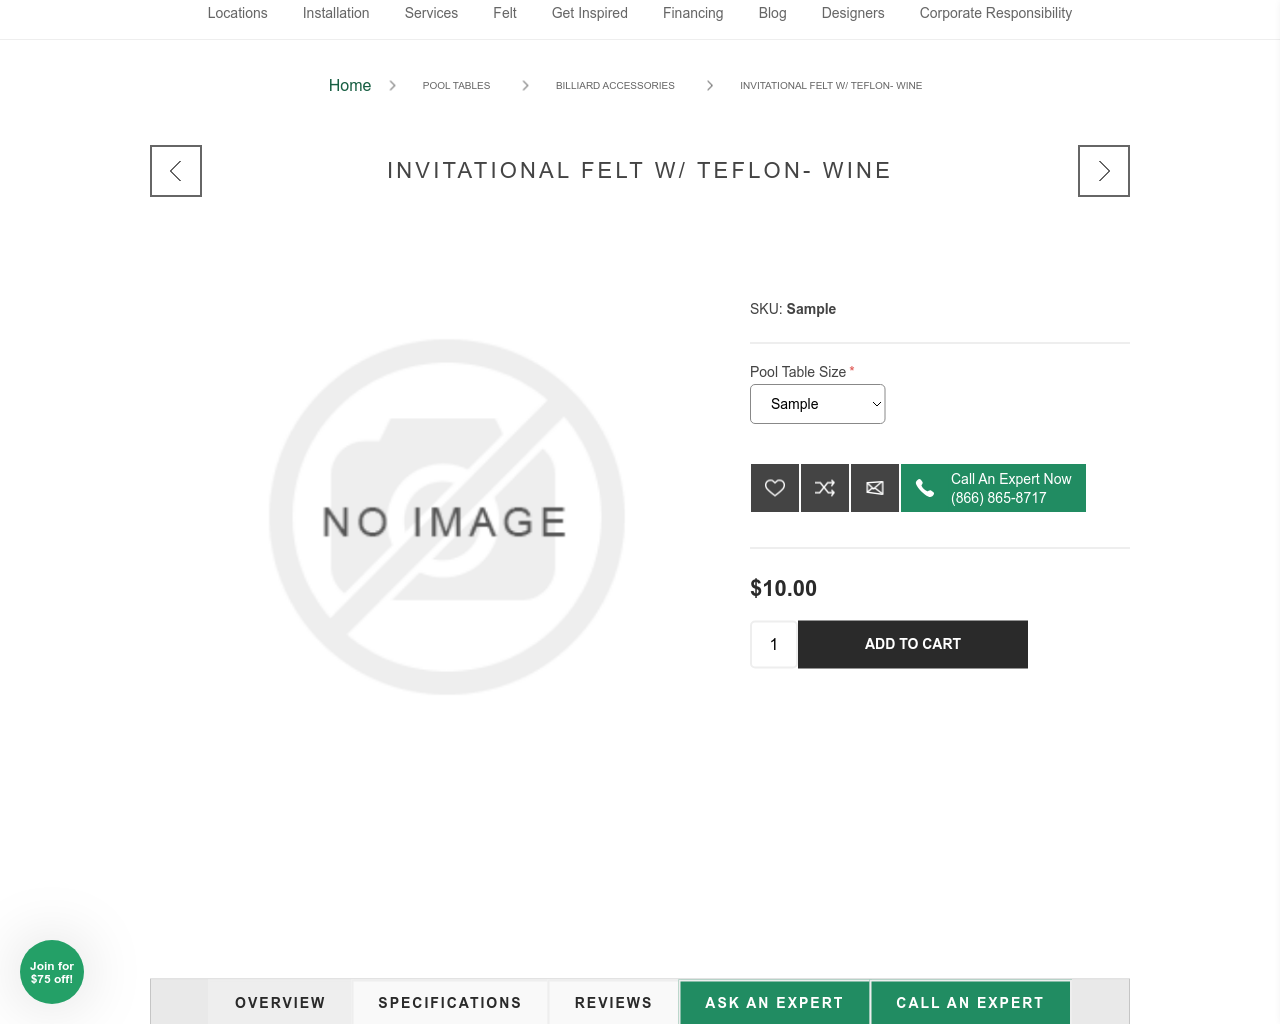 Locations Installation Services Felt Get Inspired Financing Blog Designers Corporate Responsibility
Home POOL TABLES BILLIARD ACCESSORIES INVITATIONAL FELT W/ TEFLON- WINE
INVITATIONAL FELT W/ TEFLON- WINE
NO IMAGE
SKU: Sample
Pool Table Size *
Sample
Call An Expert Now
(866) 865-8717
$10.00
1 ADD TO CART
Join for
$75 off!
OVERVIEW SPECIFICATIONS REVIEWS ASK AN EXPERT CALL AN EXPERT